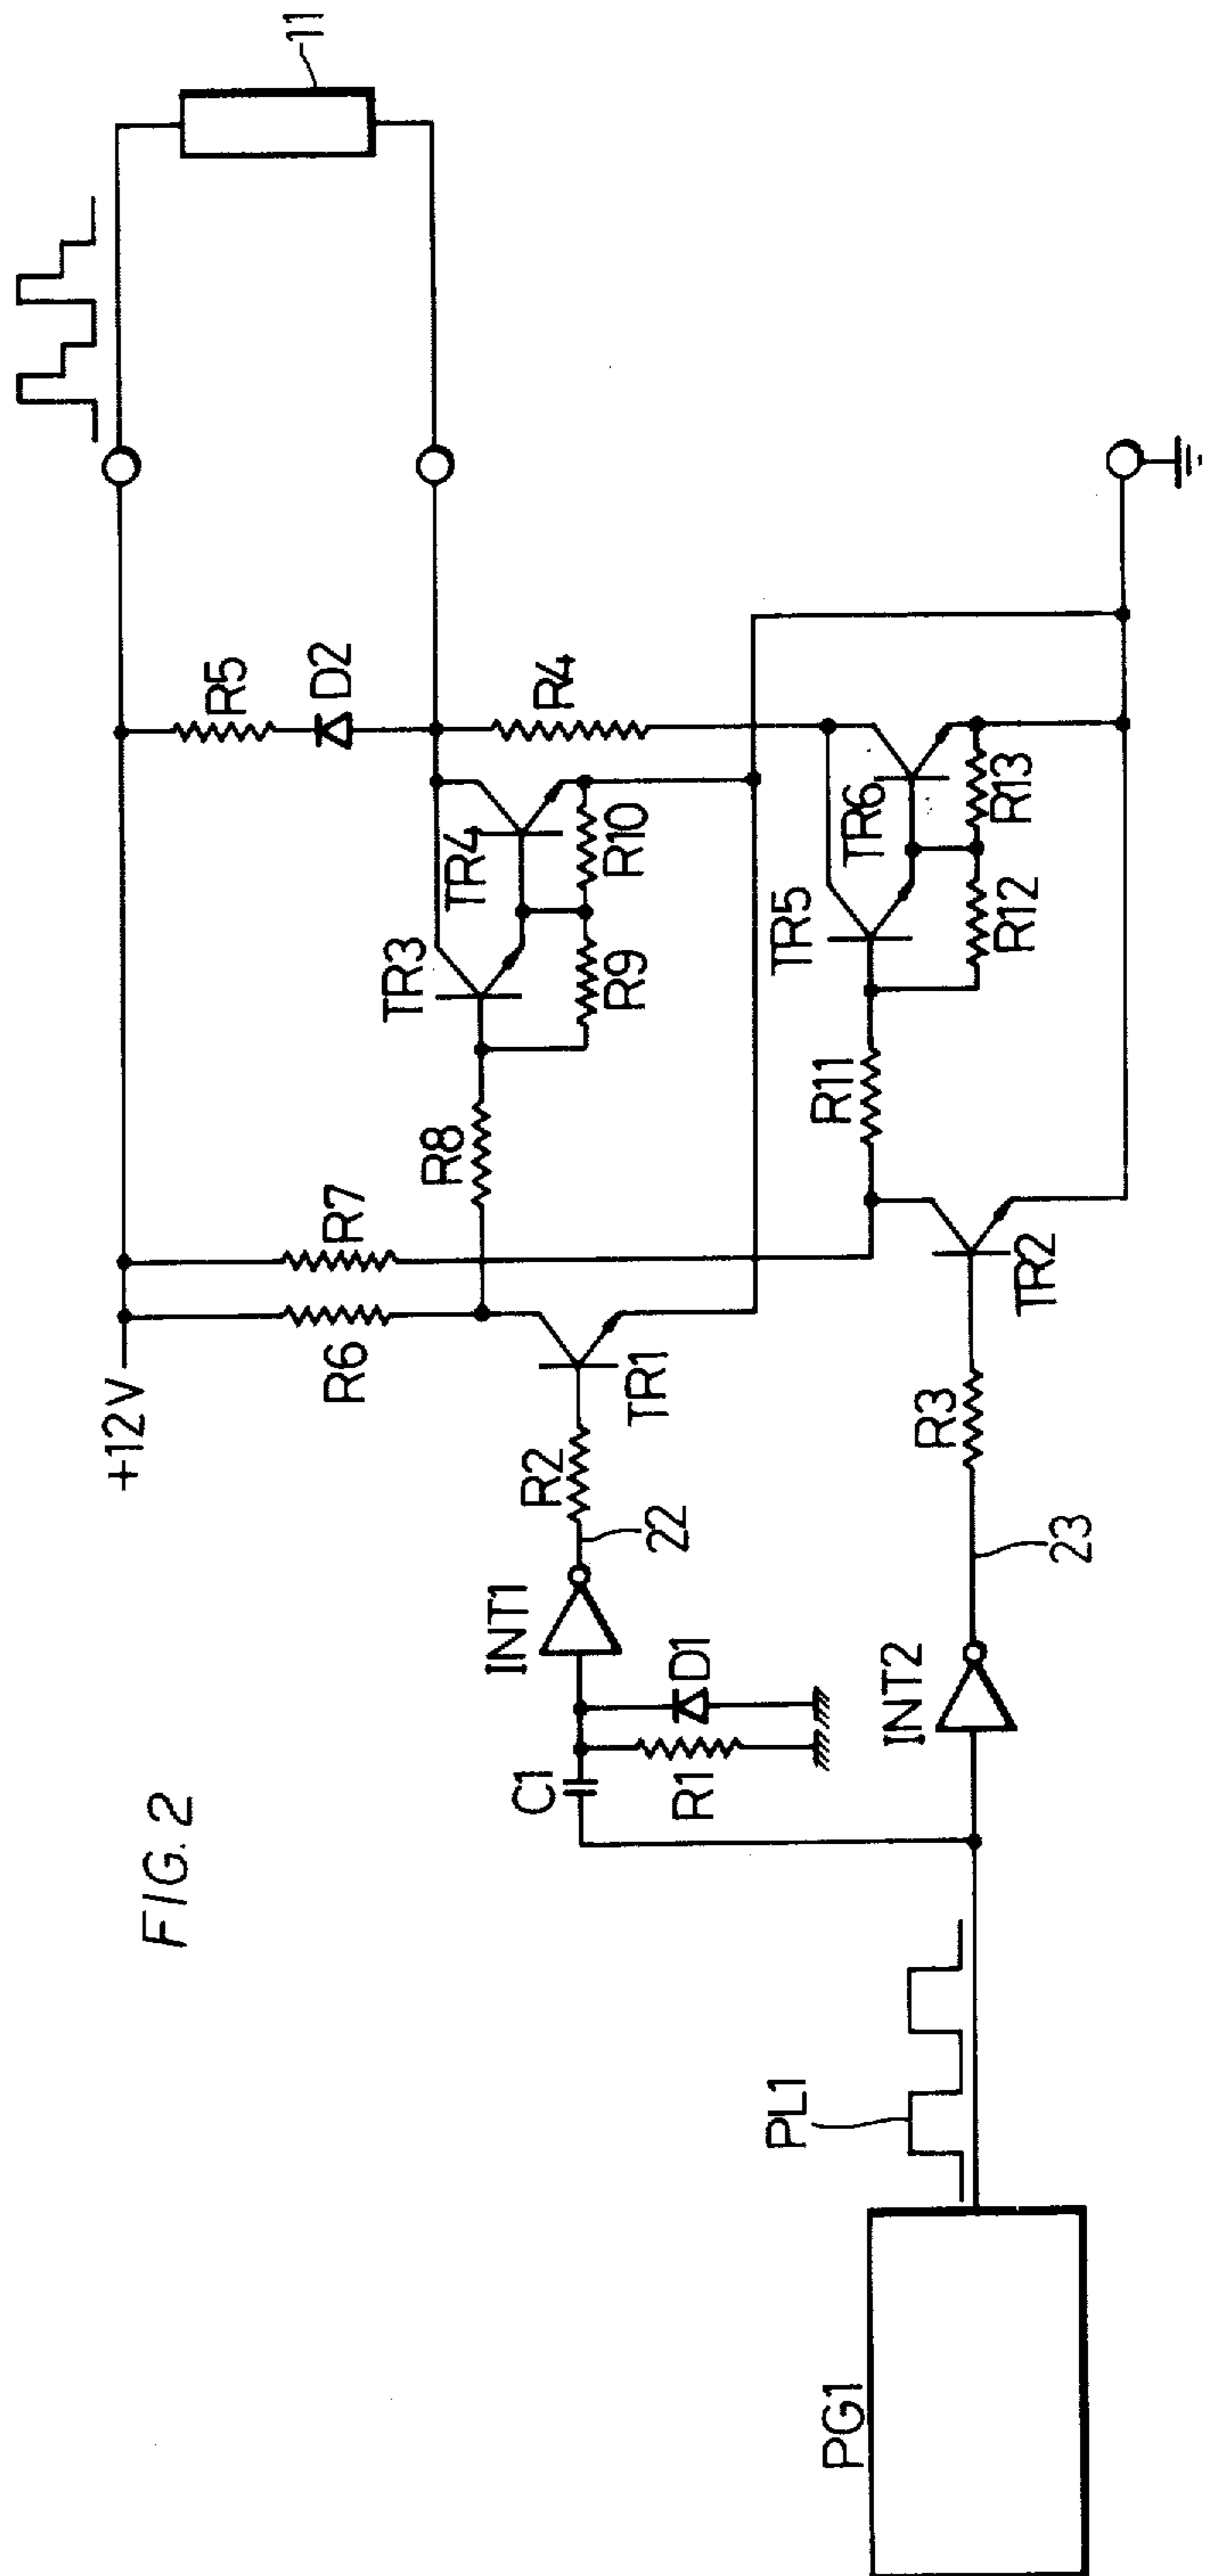 FIG. 2
+12V
11
R5
D2
R4
R7
R6
R8
TR3
TR4
R9
R10
TR1
R2
22
INT1
C1
R1
D1
R11
TR5
TR6
R12
R13
TR2
R3
23
INT2
PL1
PG1